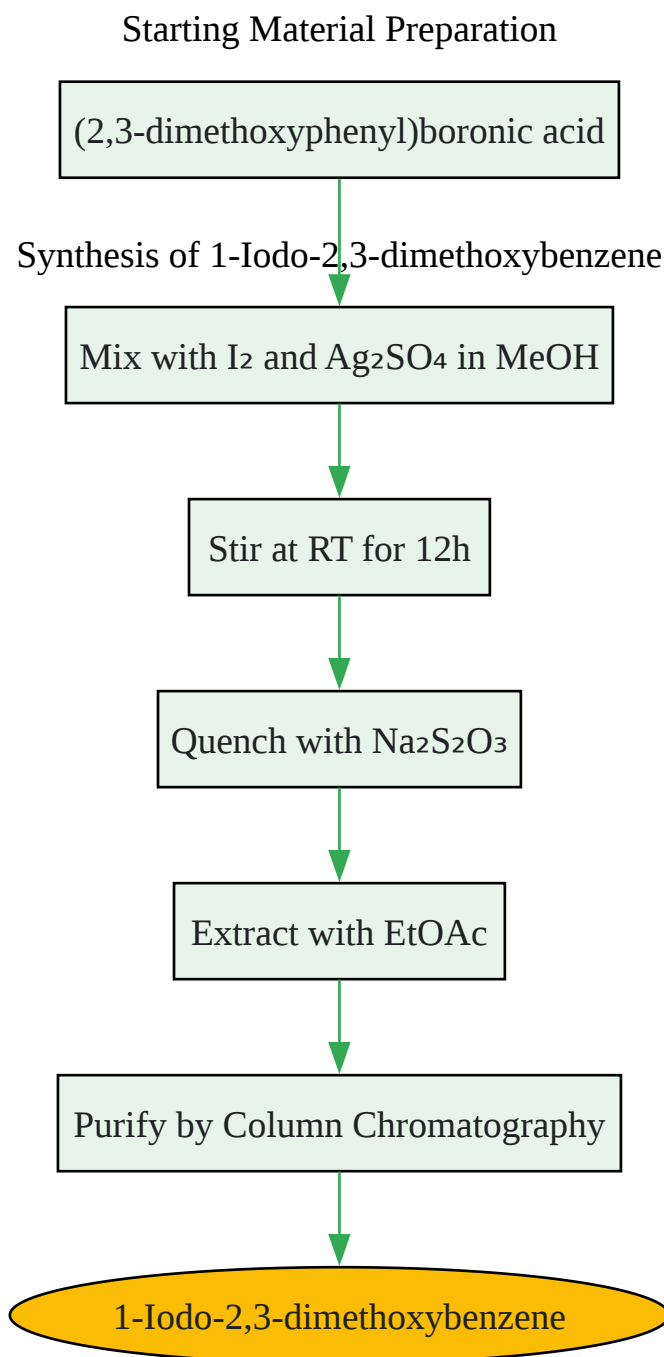 Starting Material Preparation
(2,3-dimethoxyphenyl)boronic acid
Synthesis of 1-Iodo-2,3-dimethoxybenzene
Mix with I₂ and Ag₂SO₄ in MeOH
Stir at RT for 12h
Quench with Na₂S₂O₃
Extract with EtOAc
Purify by Column Chromatography
1-Iodo-2,3-dimethoxybenzene